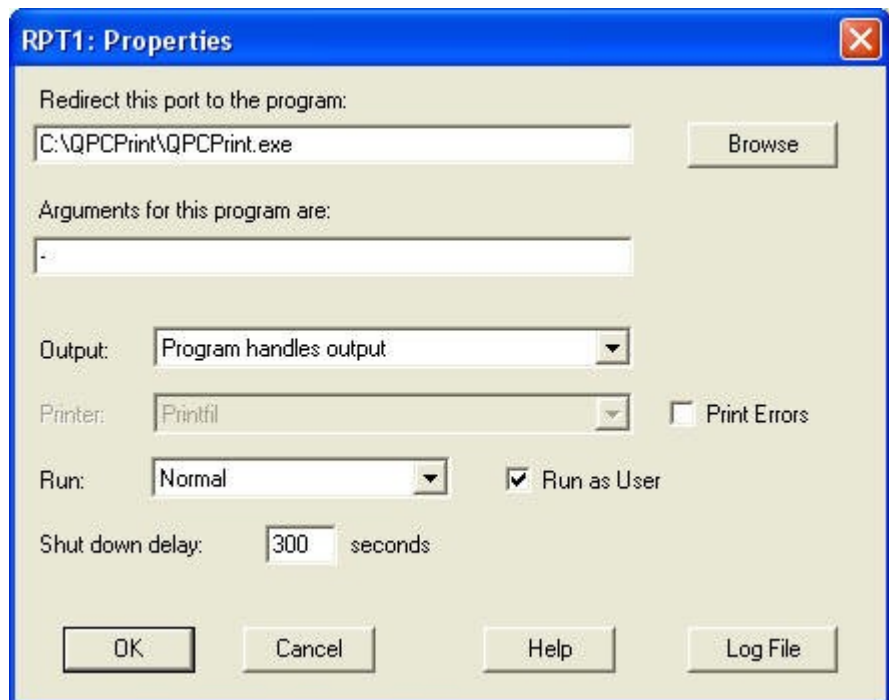 RPT1: Properties
Redirect this port to the program:
C:\QPCPrint\QPCPrint.exe
Browse
Arguments for this program are:
-
Output: Program handles output
Printer: Printfil Print Errors
Run: Normal Run as User
Shut down delay: 300 seconds
OK Cancel Help Log File